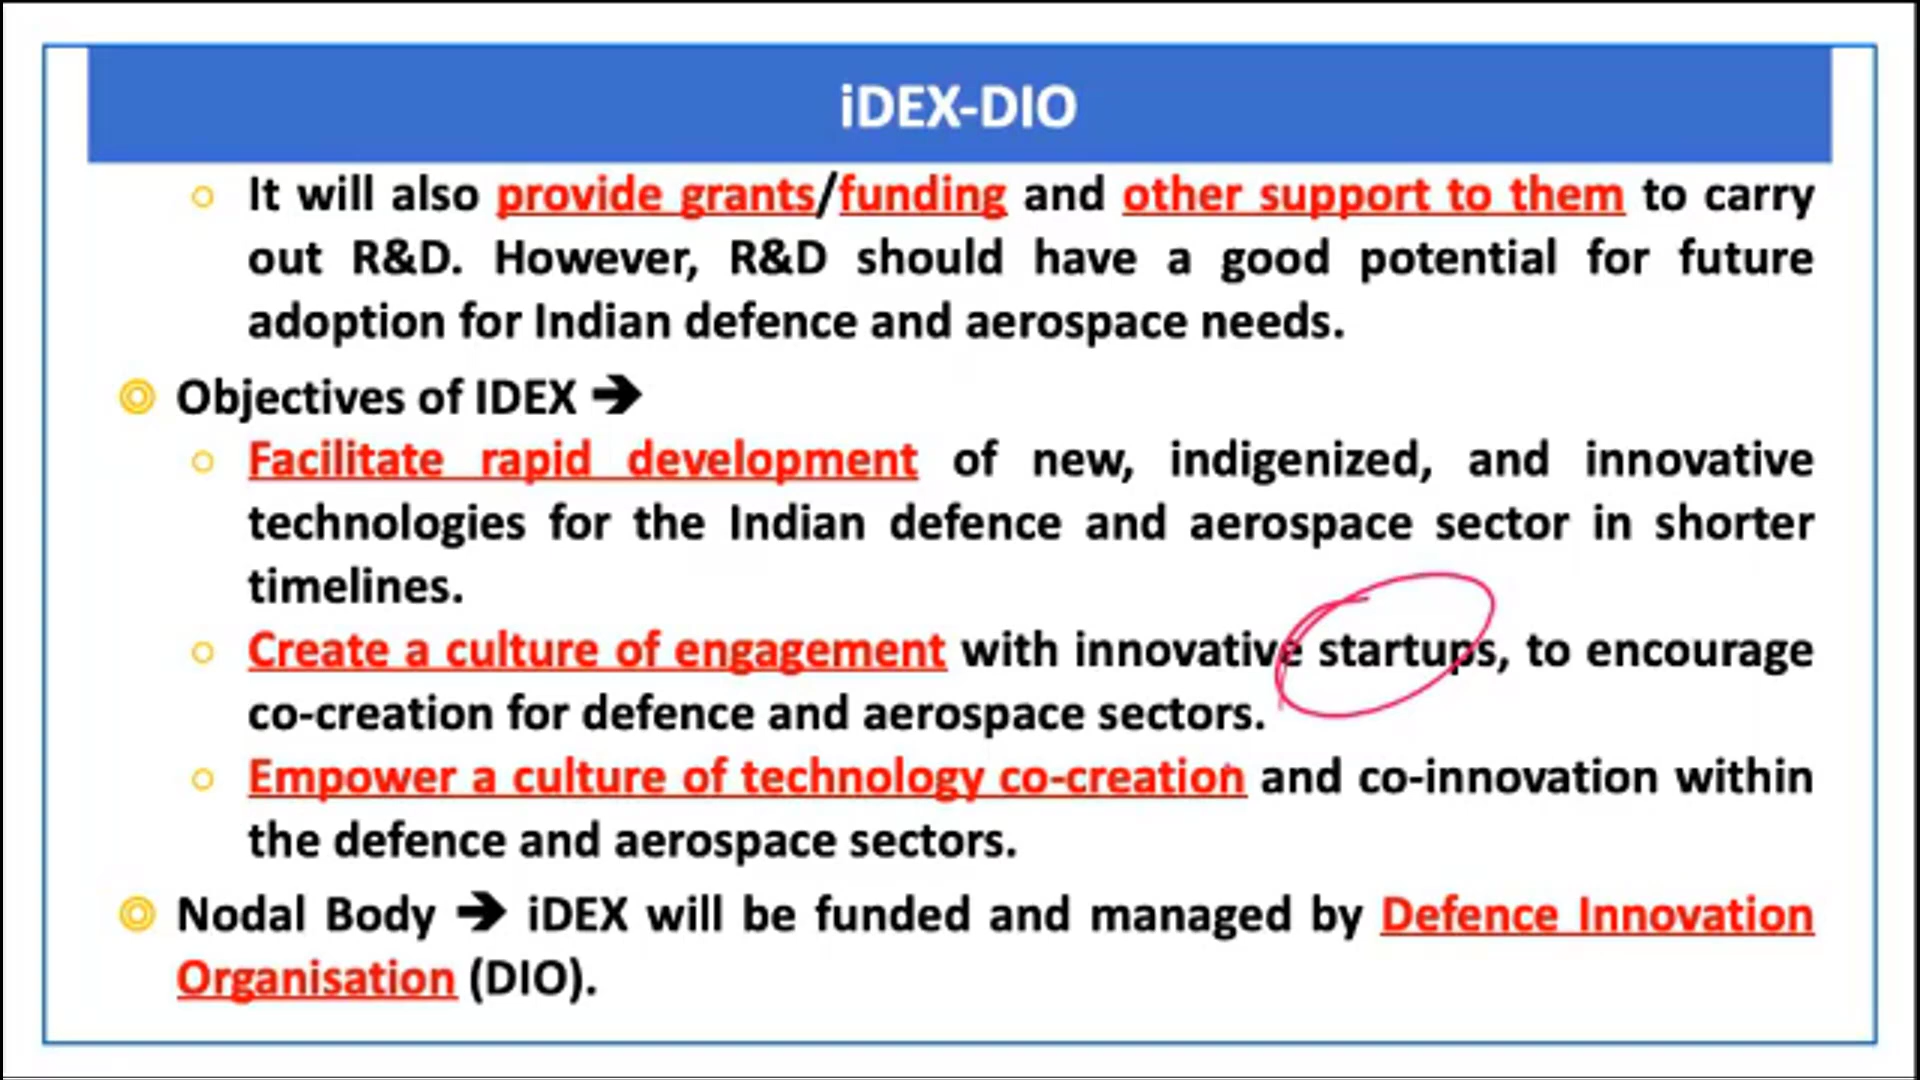 iDEX-DIO
It will also provide grants/funding and other support to them to carry
out R&D. However, R&D should have a good potential for future
adoption for Indian defence and aerospace needs.
Objectives of IDEX ➔
Facilitate rapid development of new, indigenized, and innovative
technologies for the Indian defence and aerospace sector in shorter
timelines.
Create a culture of engagement with innovative startups, to encourage
co-creation for defence and aerospace sectors.
Empower a culture of technology co-creation and co-innovation within
the defence and aerospace sectors.
Nodal Body ➔ iDEX will be funded and managed by Defence Innovation
Organisation (DIO).